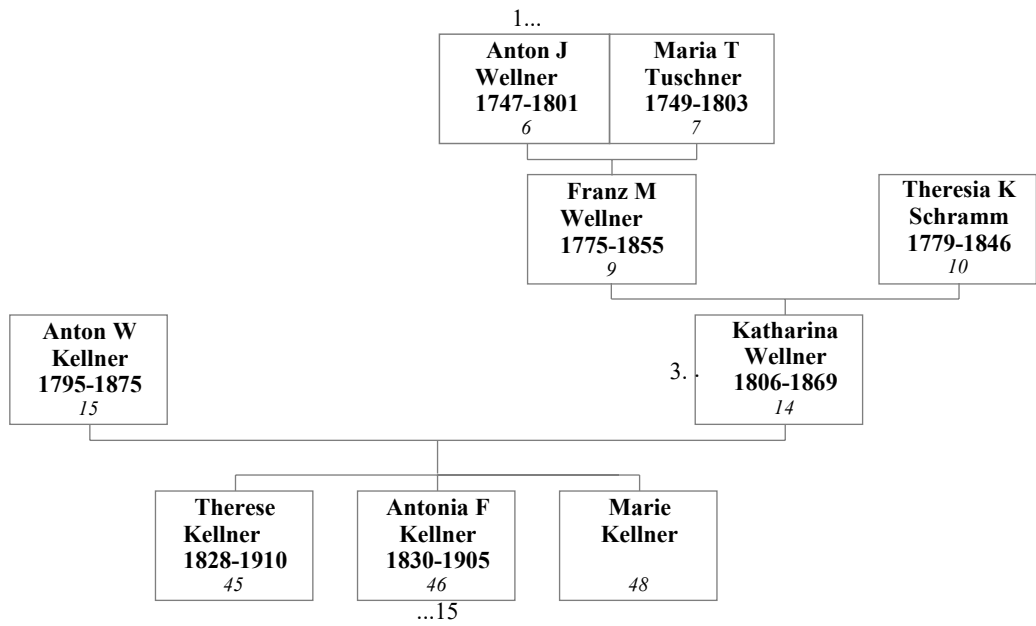 1...
Anton J
Wellner
1747-1801
6
Maria T
Tuschner
1749-1803
7
Franz M
Wellner
1775-1855
9
Theresia K
Schramm
1779-1846
10
Anton W
Kellner
1795-1875
15
3. .
Katharina
Wellner
1806-1869
14
Therese
Kellner
1828-1910
45
Antonia F
Kellner
1830-1905
46
Marie
Kellner
48
...15